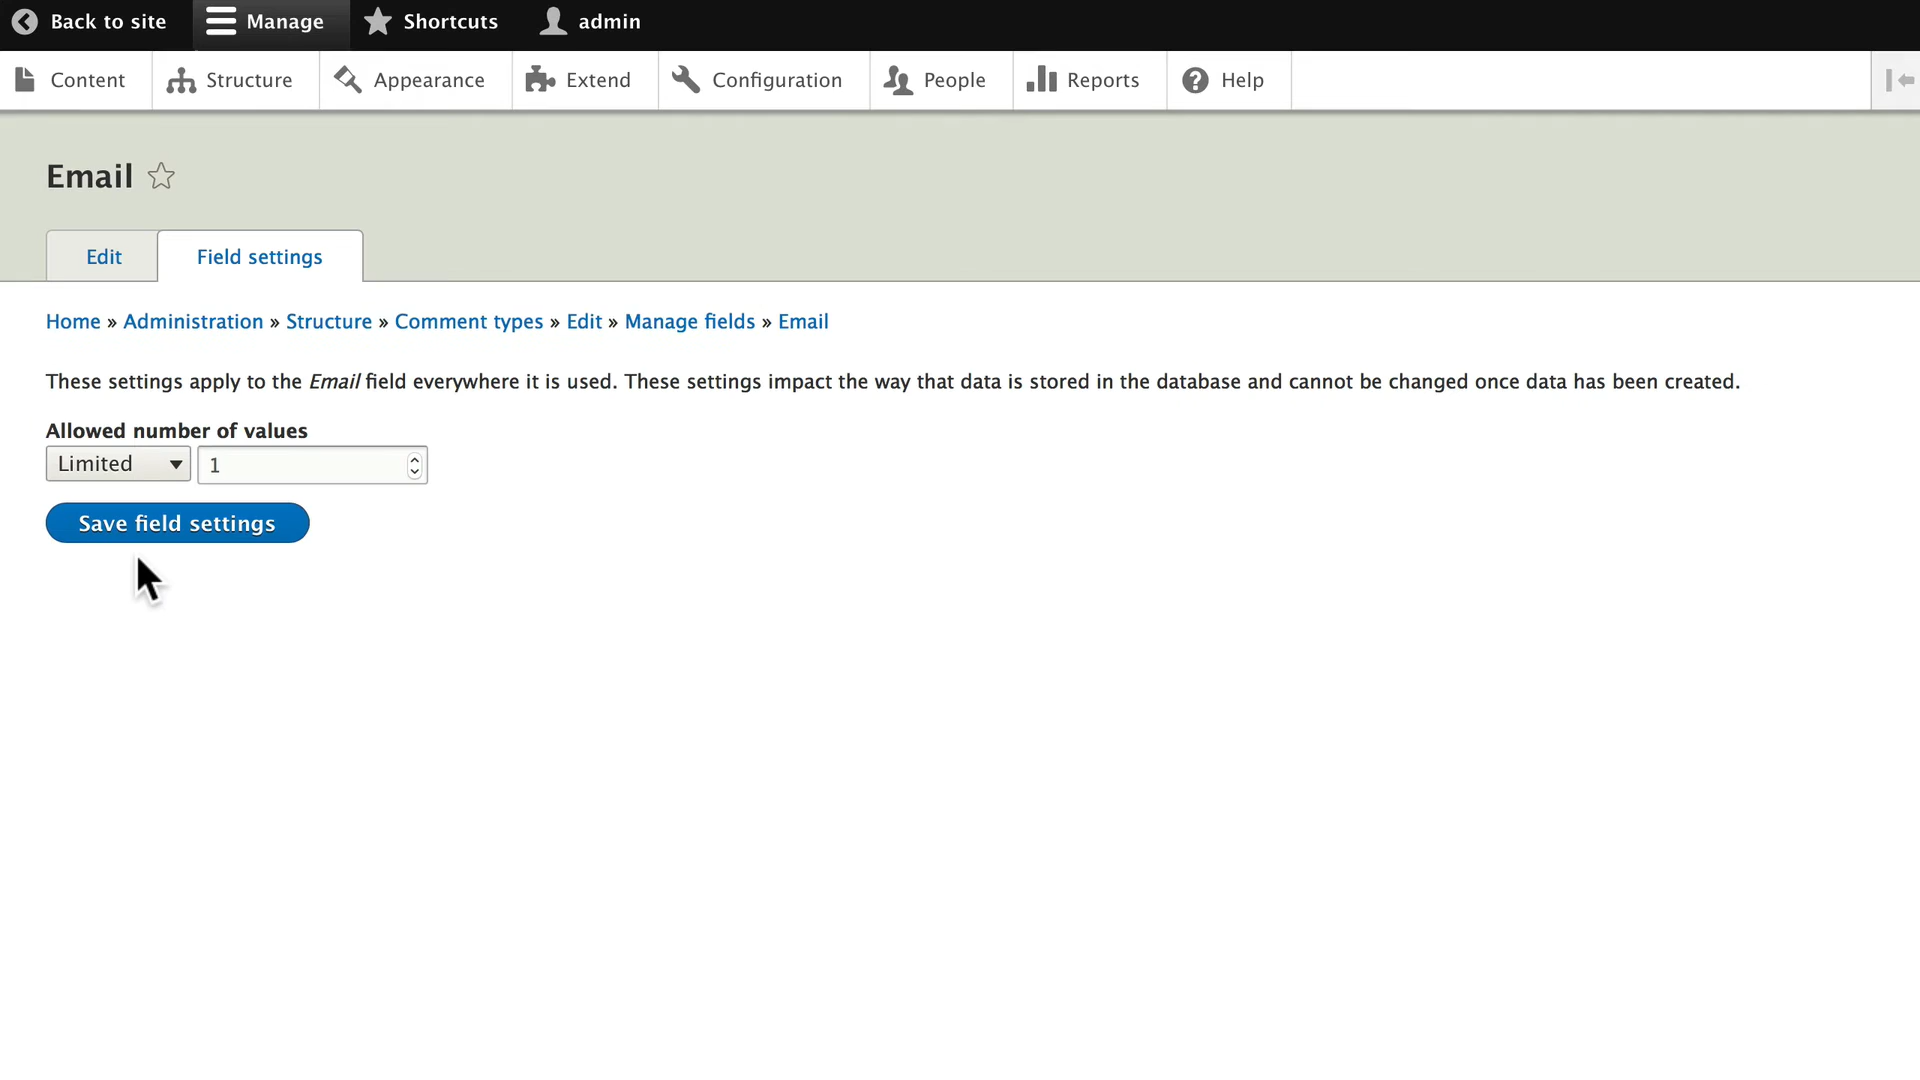 Back to site Manage Shortcuts admin
Content Structure Appearance Extend Configuration People Reports Help
Email
Edit Field settings
Home » Administration » Structure » Comment types » Edit » Manage fields » Email
These settings apply to the Email field everywhere it is used. These settings impact the way that data is stored in the database and cannot be changed once data has been created.
Allowed number of values
Limited 1
Save field settings